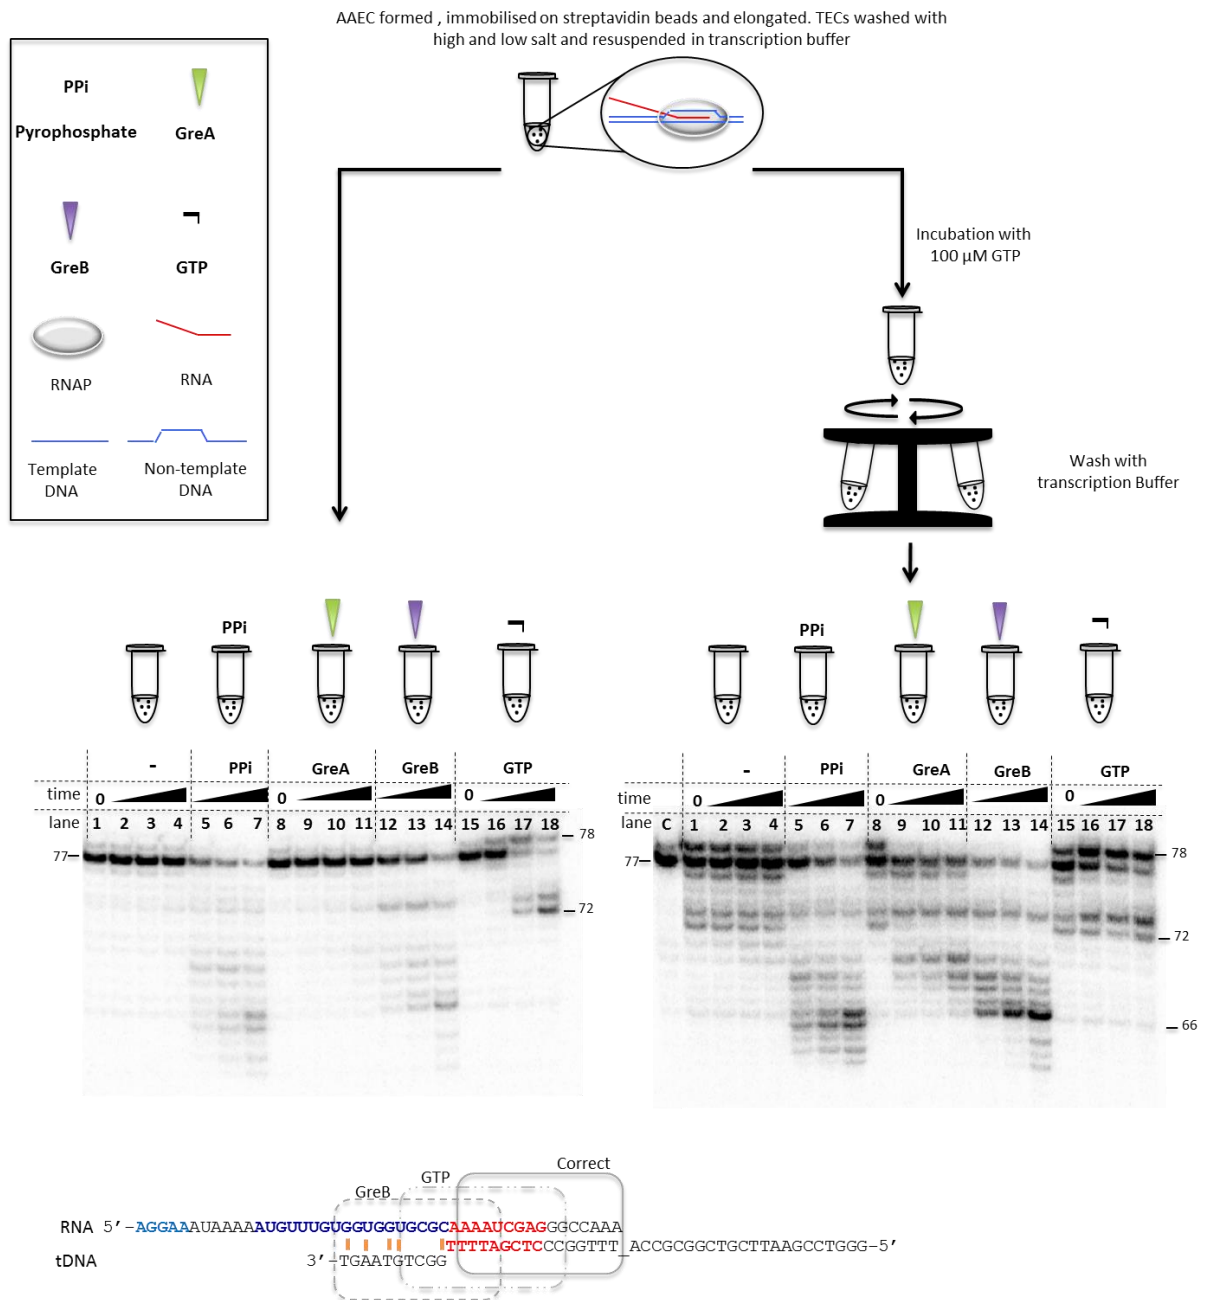 AAEC formed , immobilised on streptavidin beads and elongated. TECs washed with
high and low salt and resuspended in transcription buffer
PPi
Pyrophosphate
GreA
GreB
GTP
RNAP
RNA
Template
DNA
Non-template
DNA
Incubation with
100 µM GTP
Wash with
transcription Buffer
PPi
PPi
- PPi GreA GreB GTP
time 0 0 0
lane 1 2 3 4 5 6 7 8 9 10 11 12 13 14 15 16 17 18
77
78
72
- PPi GreA GreB GTP
time 0 0 0
lane C 1 2 3 4 5 6 7 8 9 10 11 12 13 14 15 16 17 18
77
78
72
66
Correct
GTP
GreB
RNA 5’-AGGAAAUAAAAAUGUUUGUGGUGGUGCGCAAAAUCGAGGGCCAAA
TTTTAGCTCCCGGTTT_ACCGCGGCTGCTTAAGCCTGGG-5’
tDNA 3’-TGAATGTCGG